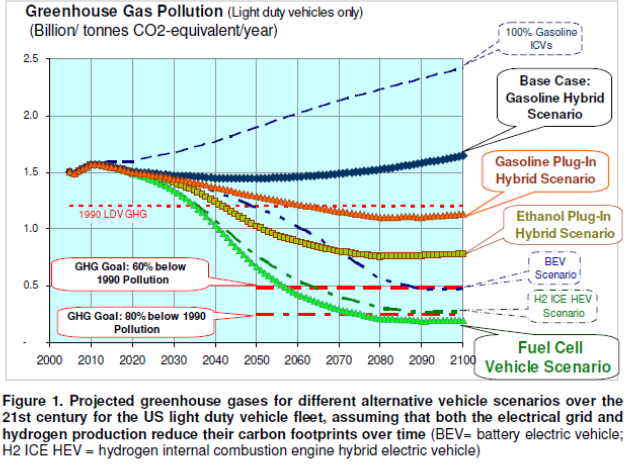 Greenhouse Gas Pollution (Light duty vehicles only)
(Billion/ tonnes CO2-equivalent/year)
100% Gasoline
ICVs
2.5
2.0
1.5
1.0
0.5
-
Base Case:
Gasoline Hybrid
Scenario
Gasoline Plug-In
Hybrid Scenario
1990 LDV GHG
Ethanol Plug-In
Hybrid Scenario
GHG Goal: 60% below
1990 Pollution
BEV
Scenario
H2 ICE HEV
Scenario
GHG Goal: 80% below 1990
Pollution
Fuel Cell
Vehicle Scenario
2000 2010 2020 2030 2040 2050 2060 2070 2080 2090 2100
Figure 1. Projected greenhouse gases for different alternative vehicle scenarios over the
21st century for the US light duty vehicle fleet, assuming that both the electrical grid and
hydrogen production reduce their carbon footprints over time (BEV= battery electric vehicle;
H2 ICE HEV = hydrogen internal combustion engine hybrid electric vehicle)